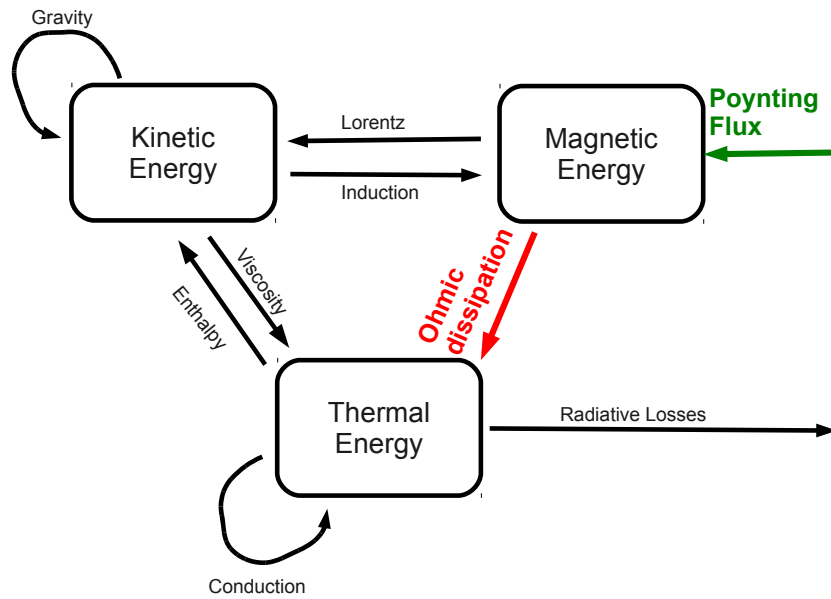 Gravity
Kinetic
Energy
Lorentz
Induction
Magnetic
Energy
Poynting
Flux
Viscosity
Enthalpy
Ohmic
dissipation
Thermal
Energy
Radiative Losses
Conduction